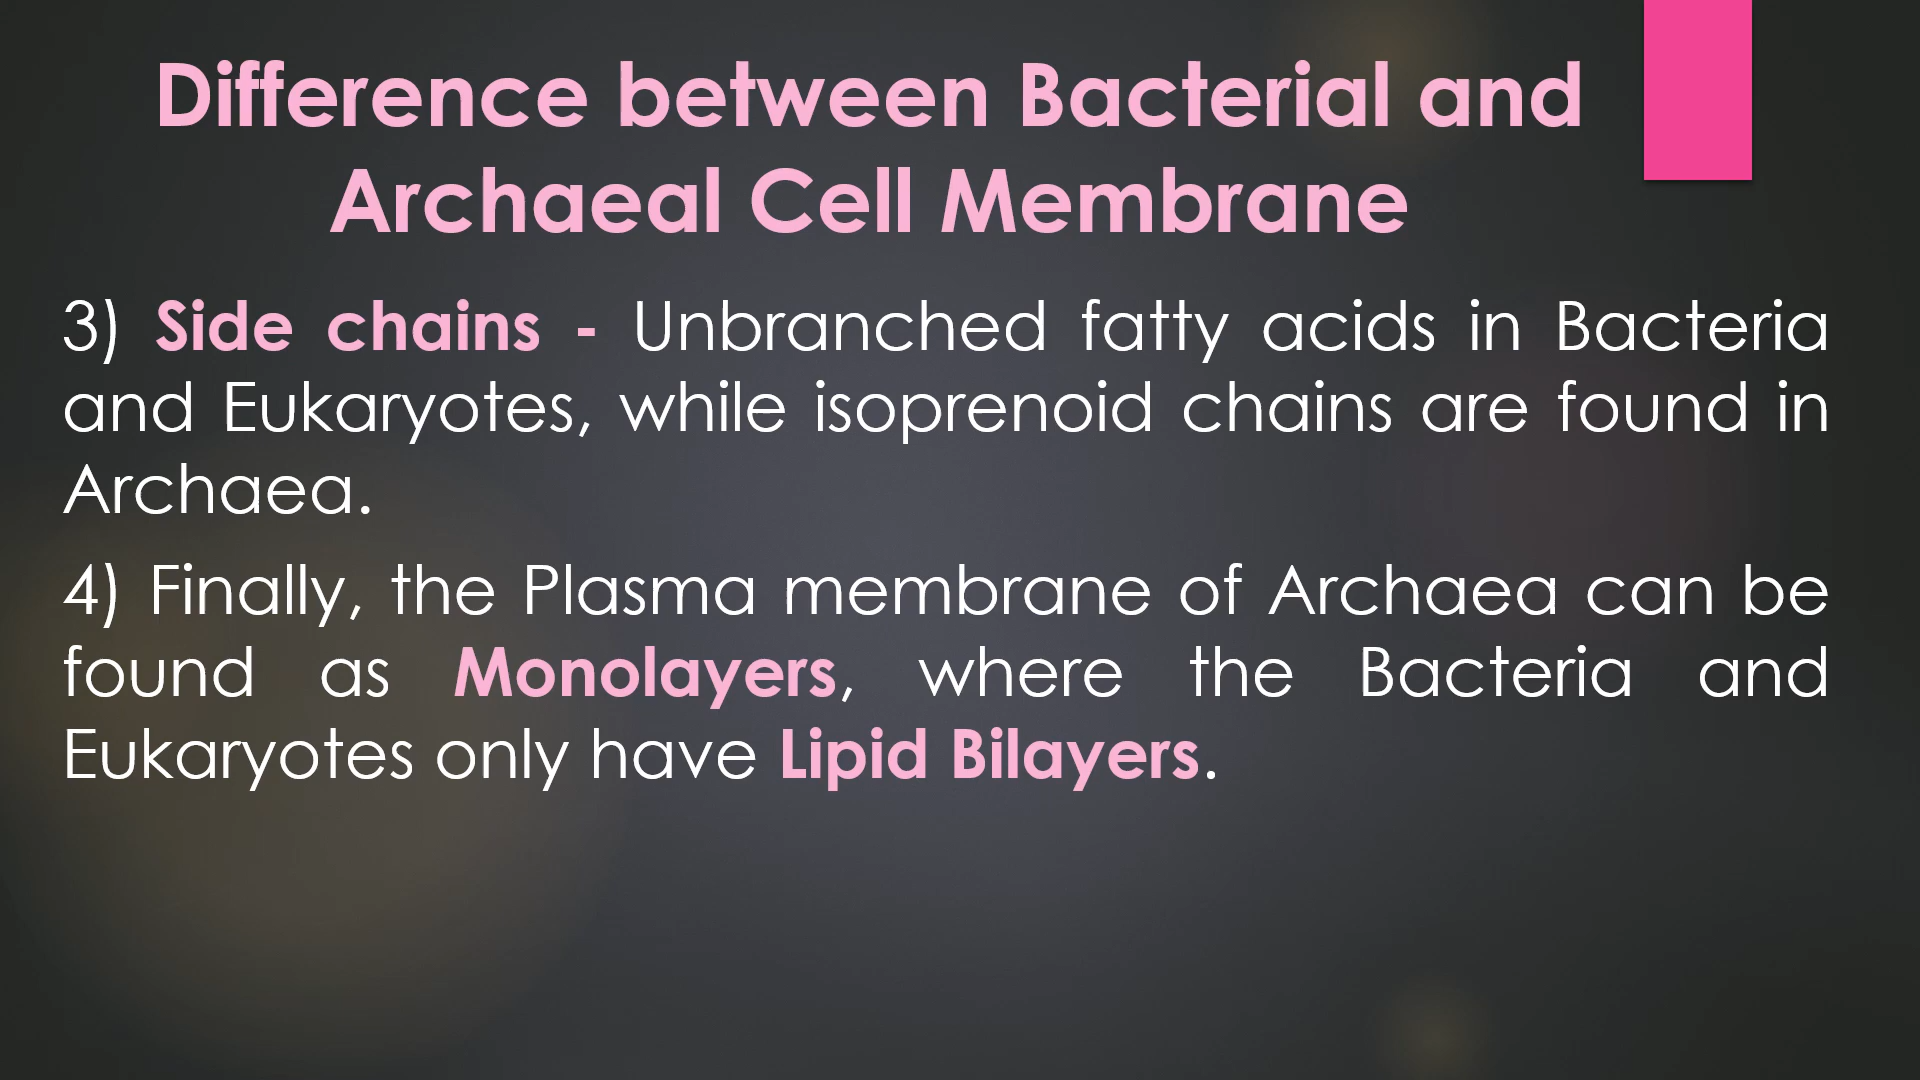 Difference between Bacterial and
Archaeal Cell Membrane
3) Side chains - Unbranched fatty acids in Bacteria
and Eukaryotes, while isoprenoid chains are found in
Archaea.
4) Finally, the Plasma membrane of Archaea can be
found as Monolayers, where the Bacteria and
Eukaryotes only have Lipid Bilayers.